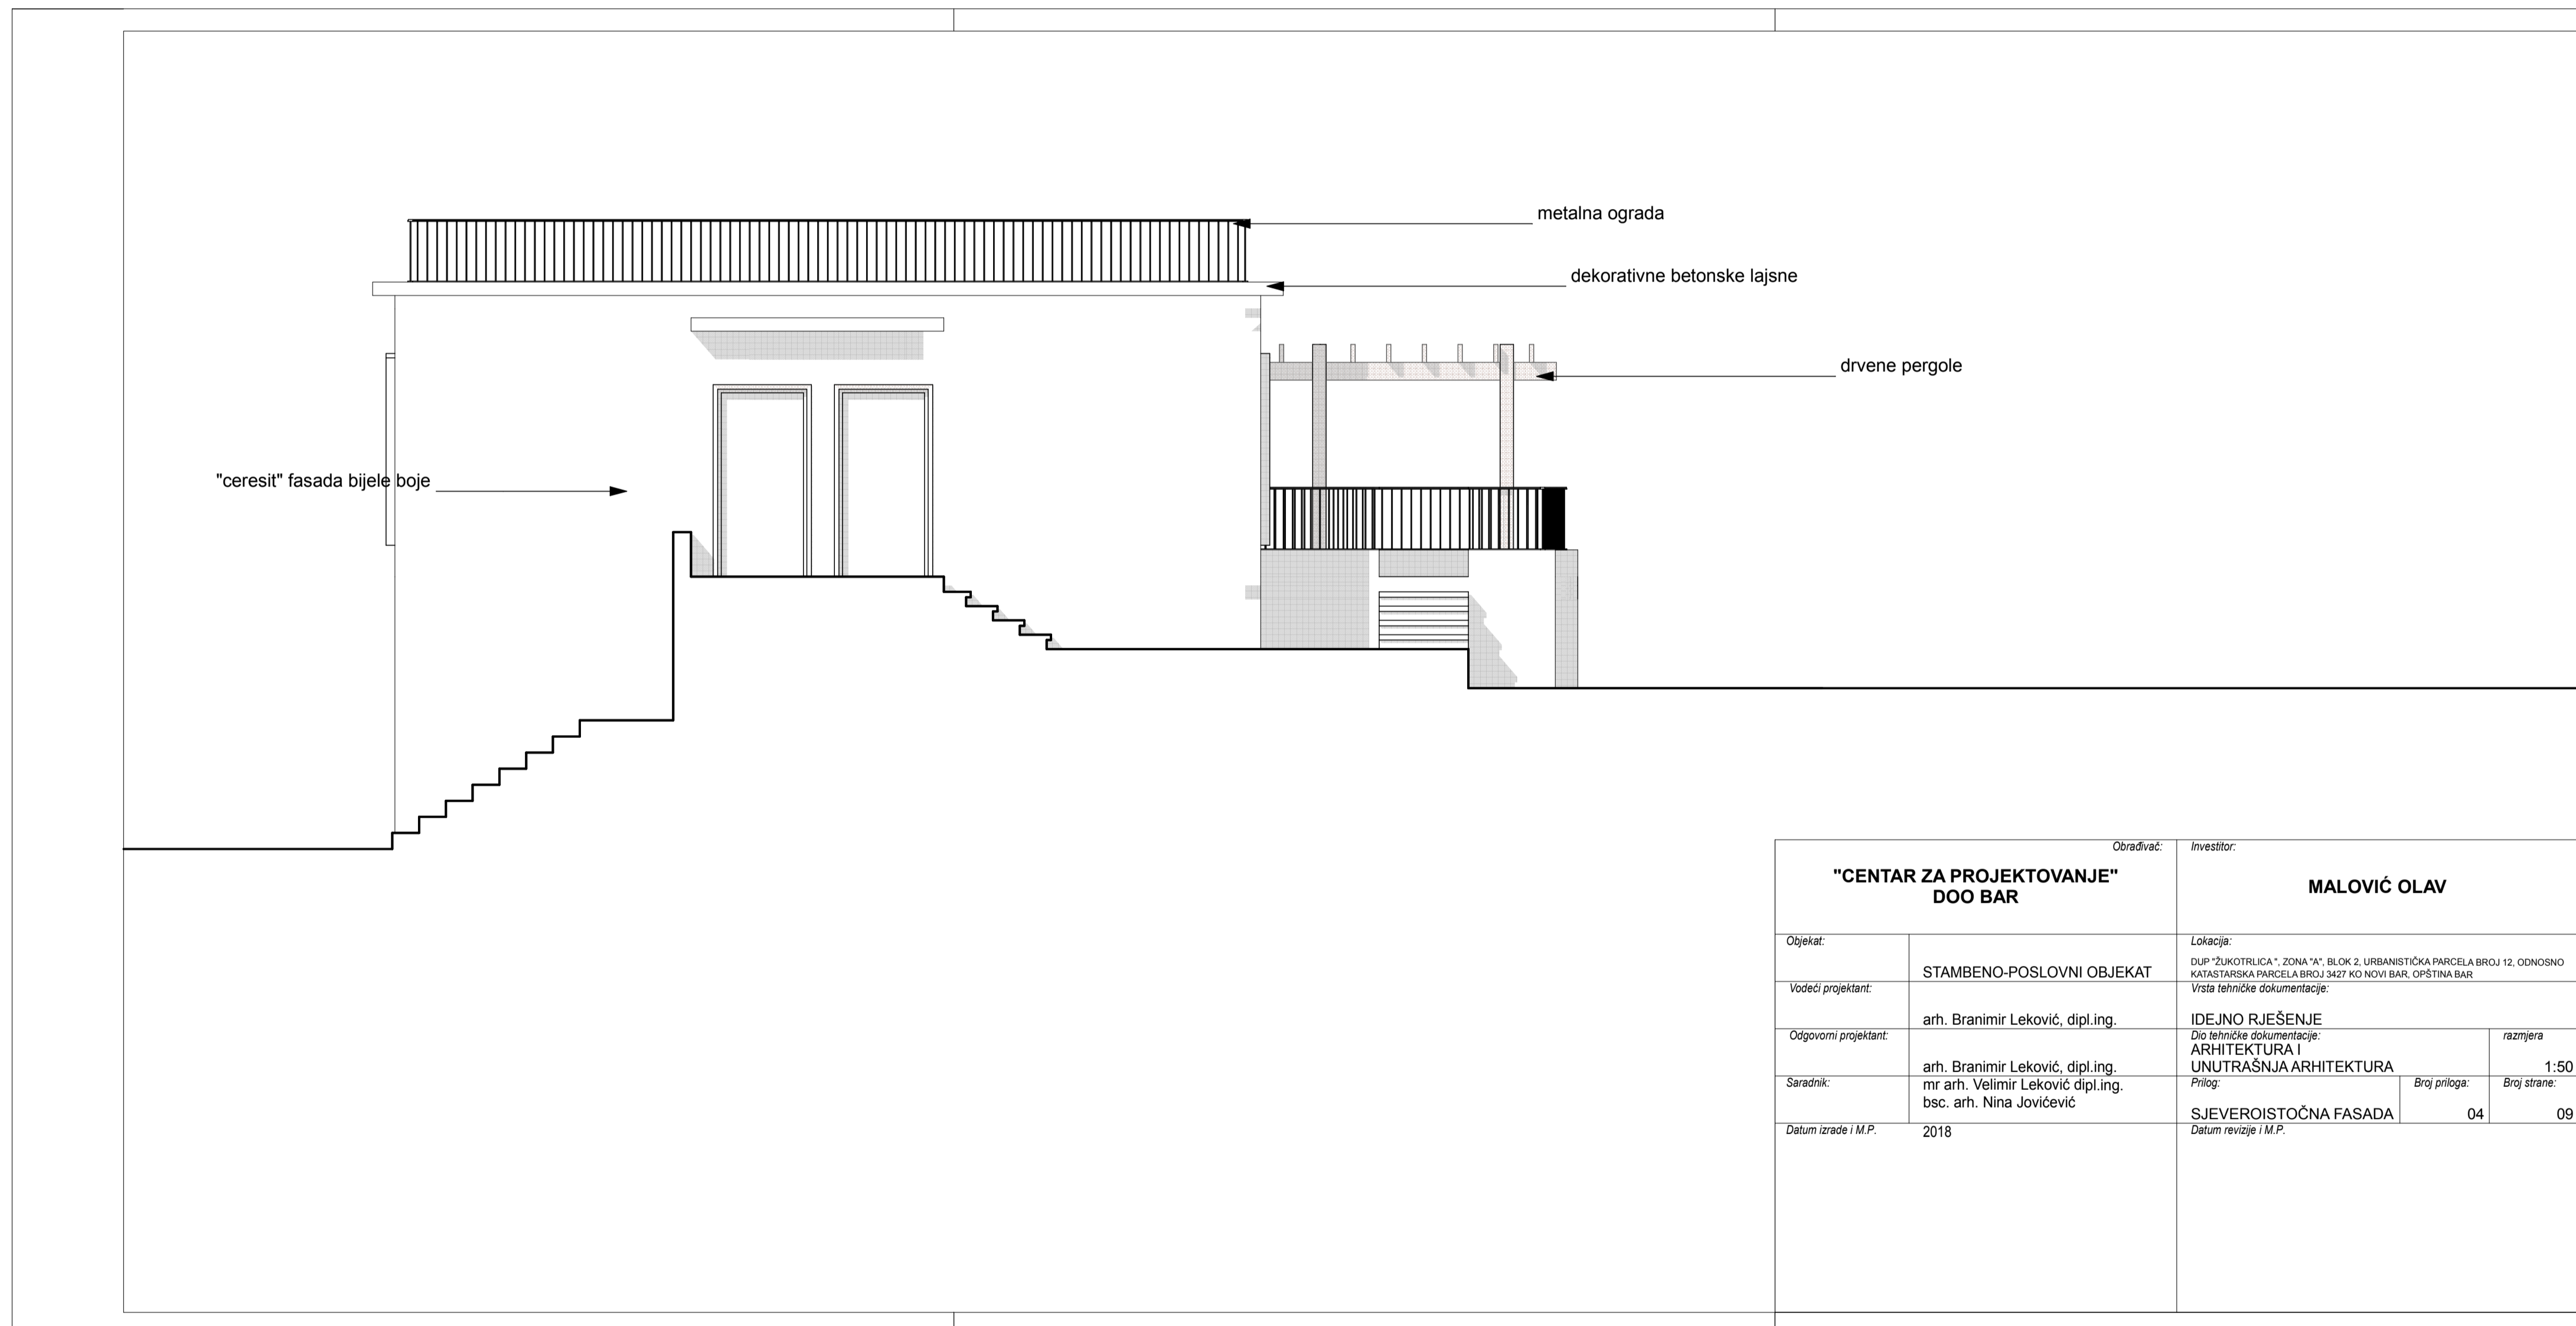 metalna ograda
dekorativne betonske lajsne
drvene pergole
"ceresit" fasada bijele boje
Obrađivač:
"CENTAR ZA PROJEKTOVANJE"
DOO BAR
Investitor:
MALOVIĆ OLAV
Objekat:
STAMBENO-POSLOVNI OBJEKAT
Lokacija:
DUP "ŽUKOTRLICA ", ZONA "A", BLOK 2, URBANISTIČKA PARCELA BROJ 12, ODNOSNO
KATASTARSKA PARCELA BROJ 3427 KO NOVI BAR, OPŠTINA BAR
Vodeći projektant:
arh. Branimir Leković, dipl.ing.
Vrsta tehničke dokumentacije:
IDEJNO RJEŠENJE
Odgovorni projektant:
arh. Branimir Leković, dipl.ing.
Dio tehničke dokumentacije:
ARHITEKTURA I
UNUTRAŠNJA ARHITEKTURA
razmjera
1:50
Saradnik:
mr arh. Velimir Leković dipl.ing.
bsc. arh. Nina Jovićević
Prilog:
SJEVEROISTOČNA FASADA
Broj priloga:
04
Broj strane:
09
Datum izrade i M.P.
2018
Datum revizije i M.P.